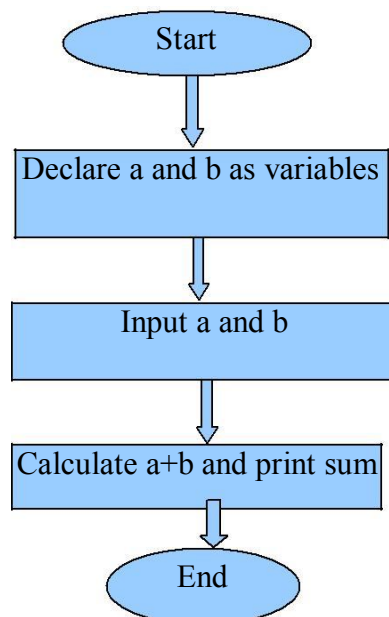 Start
Declare a and b as variables
Input a and b
Calculate a+b and print sum
End